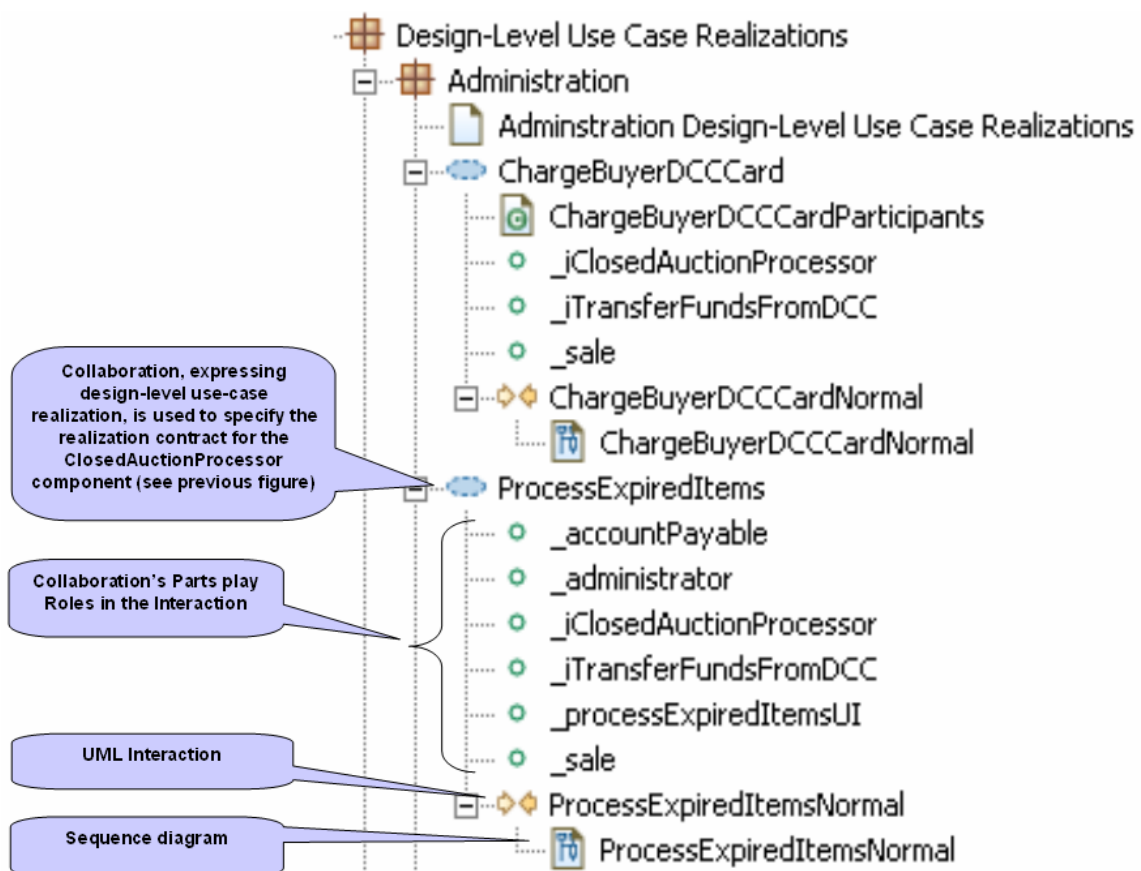 Design-Level Use Case Realizations
Administration
Adminstration Design-Level Use Case Realizations
ChargeBuyerDCCCard
ChargeBuyerDCCCardParticipants
_iClosedAuctionProcessor
_iTransferFundsFromDCC
_sale
ChargeBuyerDCCCardNormal
ChargeBuyerDCCCardNormal
Collaboration, expressing
design-level use-case
realization, is used to specify the
realization contract for the
ClosedAuctionProcessor
component (see previous figure)
ProcessExpiredItems
_accountPayable
_administrator
_iClosedAuctionProcessor
_iTransferFundsFromDCC
_processExpiredItemsUI
_sale
Collaboration's Parts play
Roles in the Interaction
UML Interaction
ProcessExpiredItemsNormal
Sequence diagram
ProcessExpiredItemsNormal